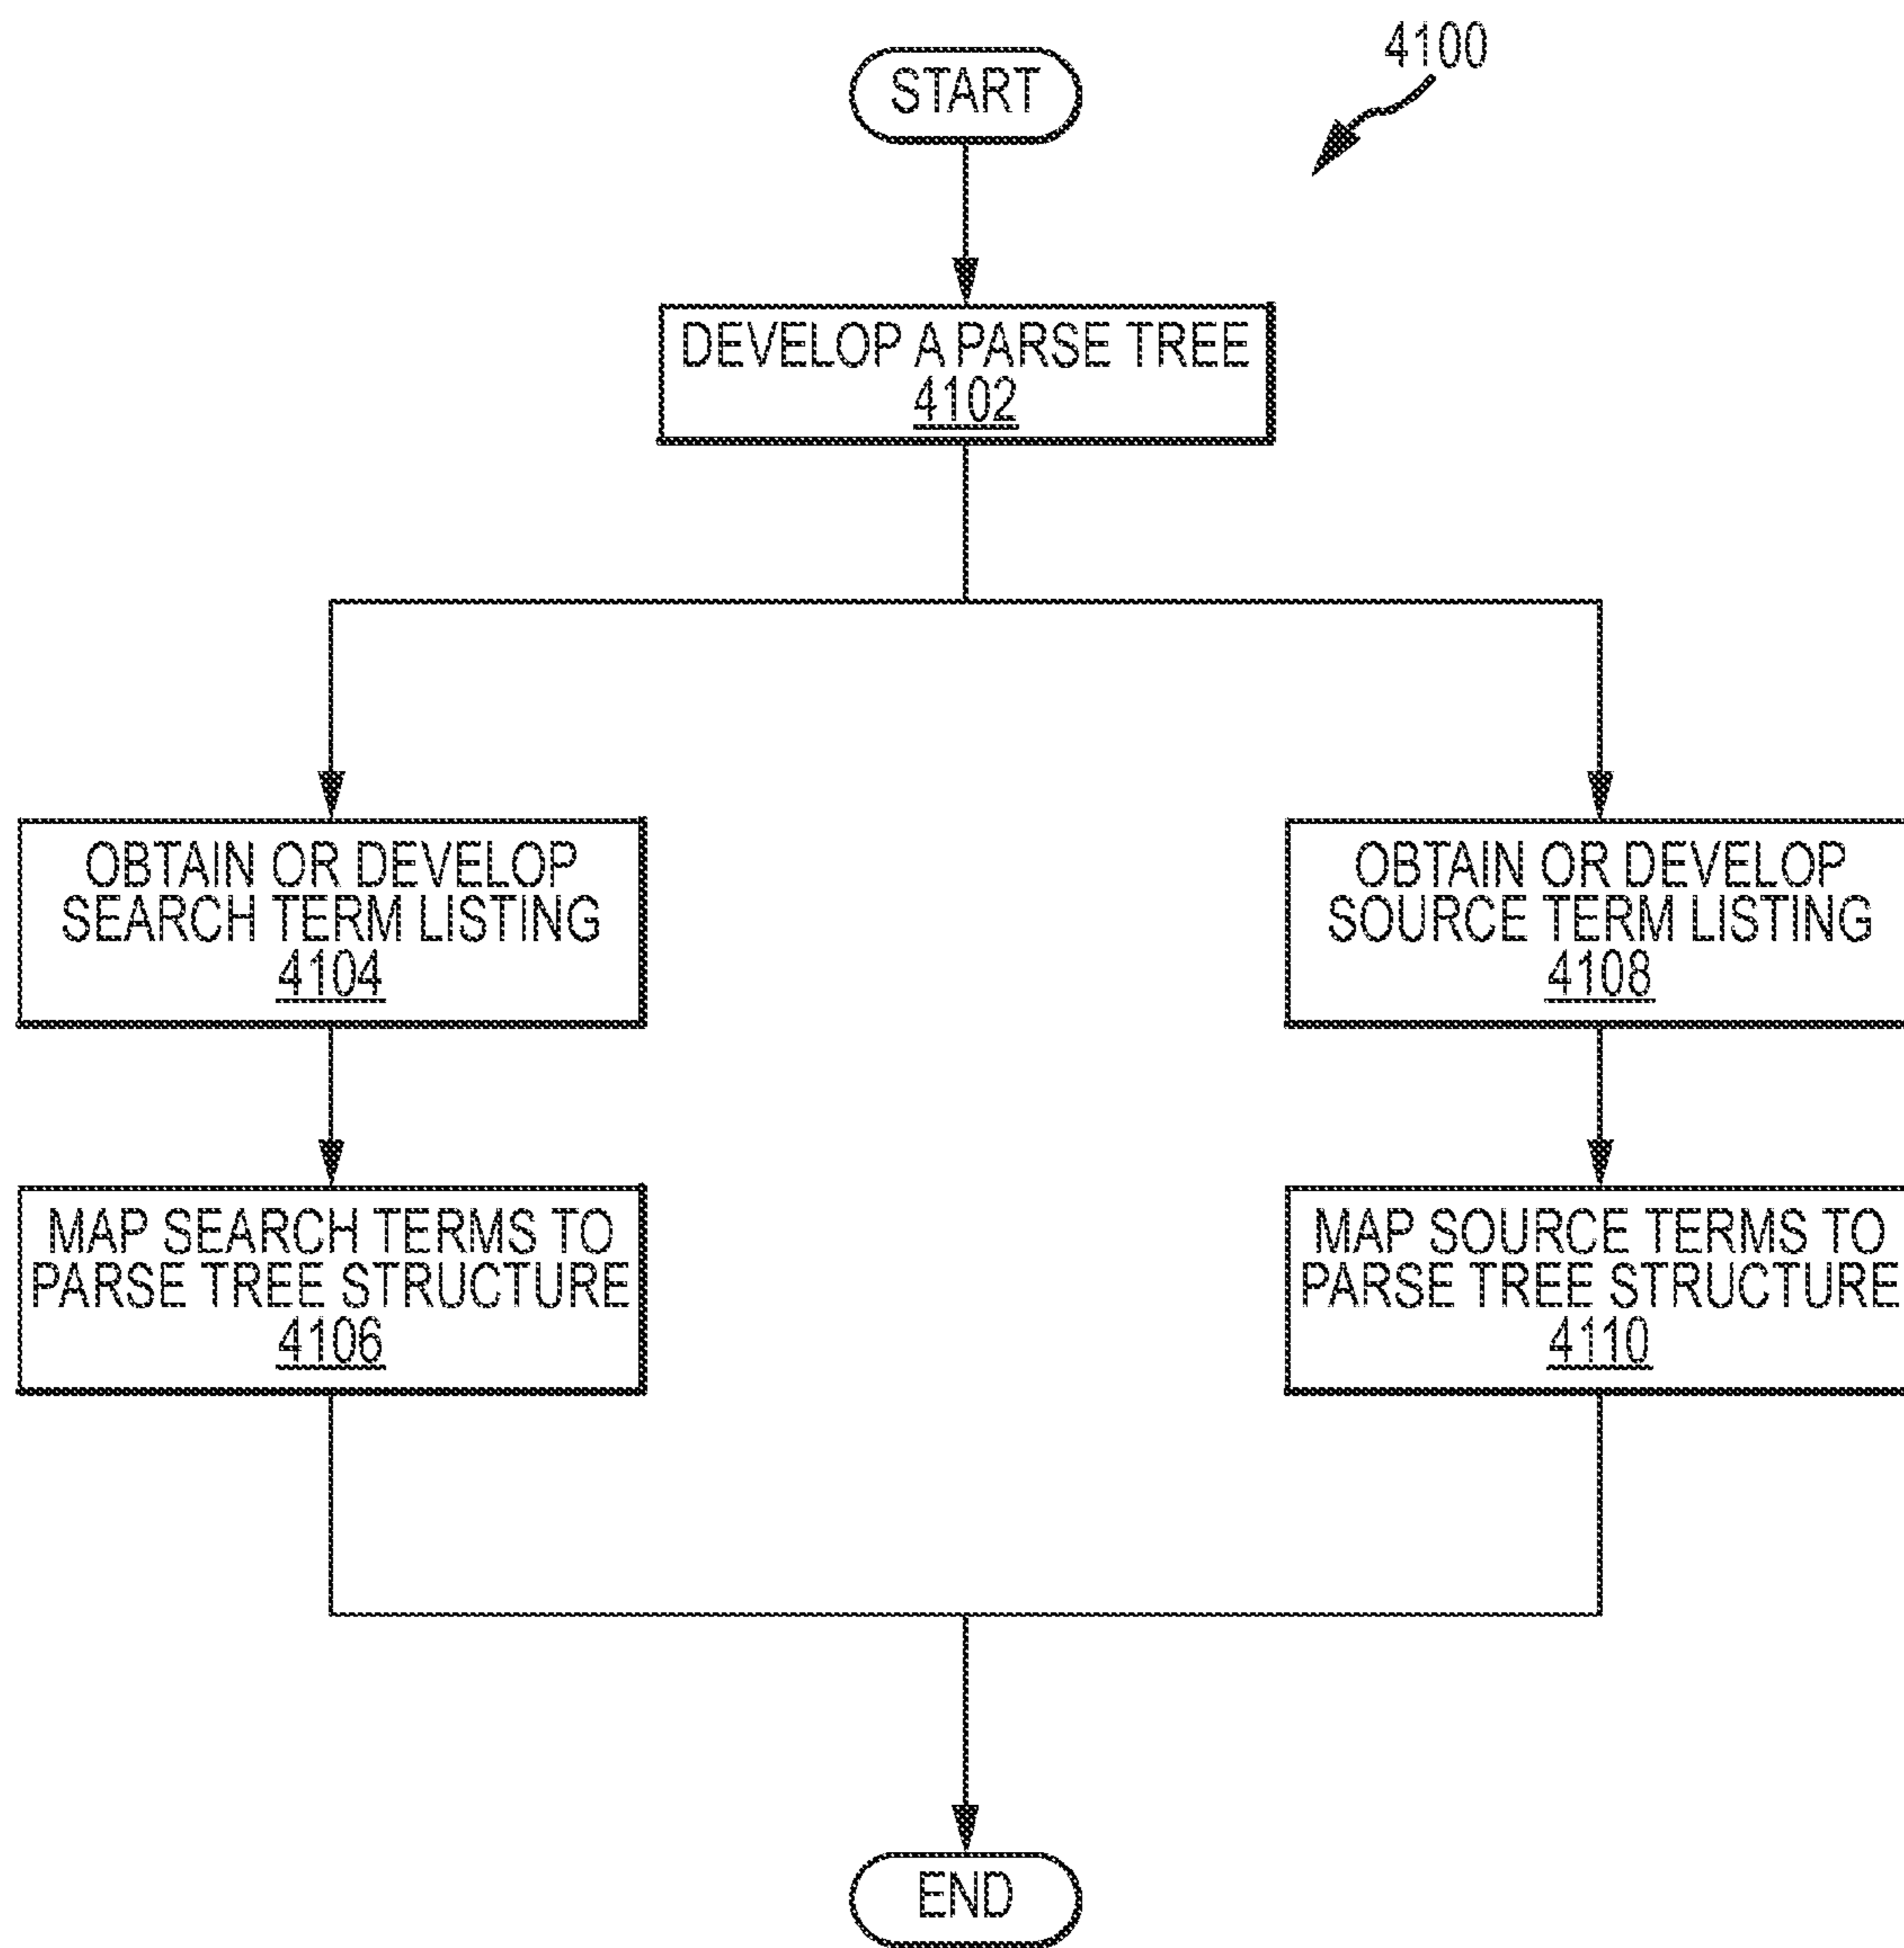 4100
START
DEVELOP A PARSE TREE
4102
OBTAIN OR DEVELOP
SEARCH TERM LISTING
4104
OBTAIN OR DEVELOP
SOURCE TERM LISTING
4108
MAP SEARCH TERMS TO
PARSE TREE STRUCTURE
4106
MAP SOURCE TERMS TO
PARSE TREE STRUCTURE
4110
END